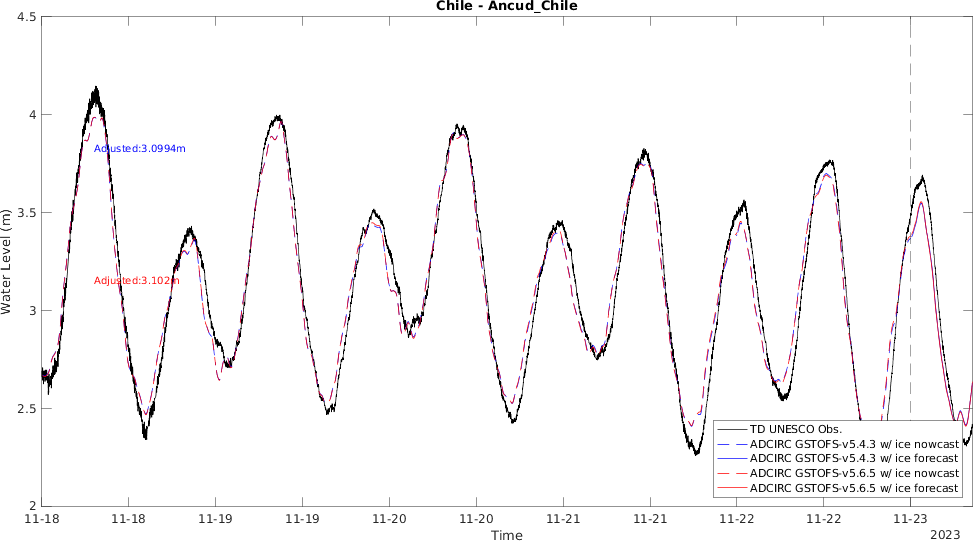 Chile - Ancud_Chile
4.5
4
3.5
3
2.5
2
Water Level (m)
Adjusted:3.0994m
Adjusted:3.102m
TD UNESCO Obs.
ADCIRC GSTOFS-v5.4.3 w/ ice nowcast
ADCIRC GSTOFS-v5.4.3 w/ ice forecast
ADCIRC GSTOFS-v5.6.5 w/ ice nowcast
ADCIRC GSTOFS-v5.6.5 w/ ice forecast
11-18 11-18 11-19 11-19 11-20 11-20 11-21 11-21 11-22 11-22 11-23
Time
2023